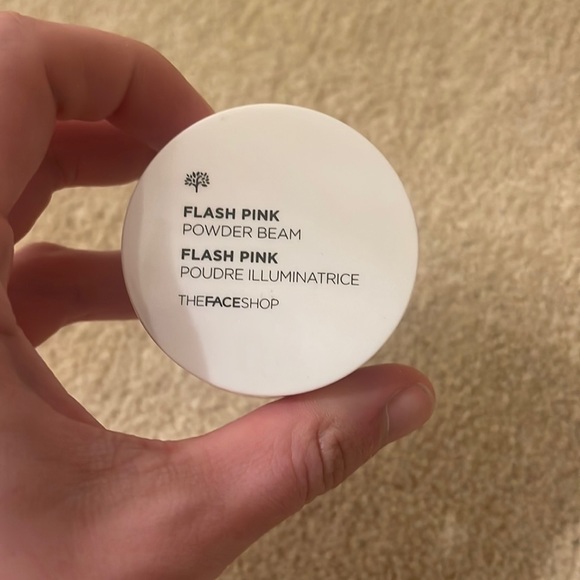 FLASH PINK
POWDER BEAM
FLASH PINK
POUDRE ILLUMINATRICE
THEFACESHOP